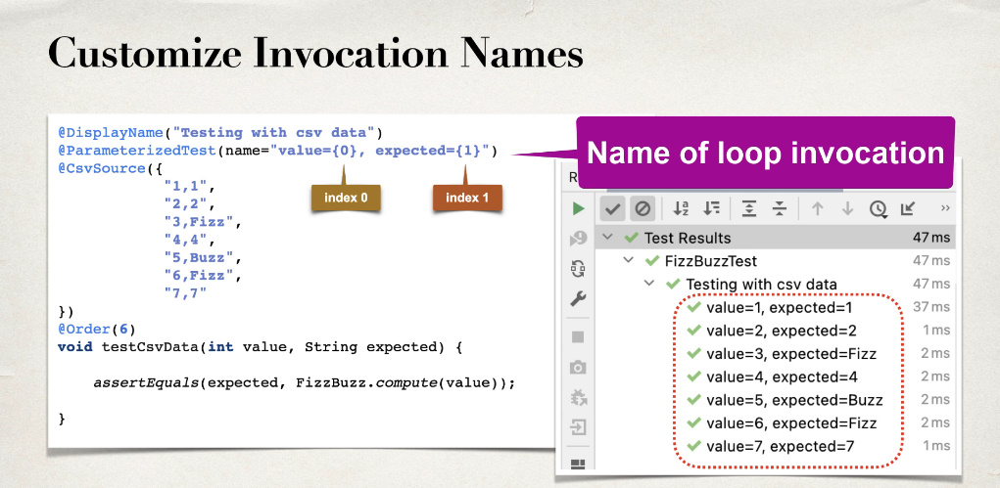 Customize Invocation Names
@DisplayName("Testing with csv data")
@ParameterizedTest(name="value={0}, expected={1}")
@CsvSource({
"1,1",
"2,2",
"3,Fizz",
"4,4",
"5,Buzz",
"6,Fizz",
"7,7"
})
@Order(6)
void testCsvData(int value, String expected) {
assertEquals(expected, FizzBuzz.compute(value));
}
index 0
index 1
Name of loop invocation
R
Test Results 47 ms
FizzBuzzTest 47 ms
Testing with csv data 47 ms
value=1, expected=1 37 ms
value=2, expected=2 1 ms
value=3, expected=Fizz 2 ms
value=4, expected=4 2 ms
value=5, expected=Buzz 2 ms
value=6, expected=Fizz 2 ms
value=7, expected=7 1 ms